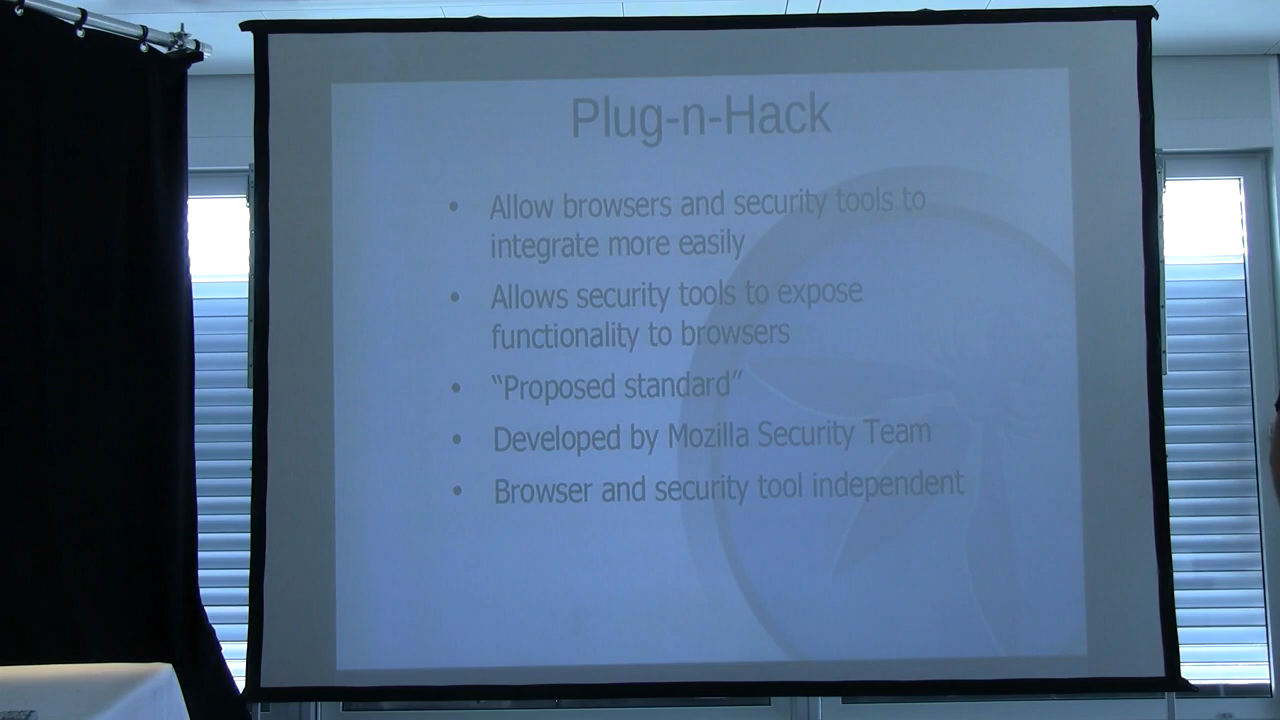 Plug-n-Hack
• Allow browsers and security tools to
integrate more easily
• Allows security tools to expose
functionality to browsers
• “Proposed standard”
• Developed by Mozilla Security Team
• Browser and security tool independent